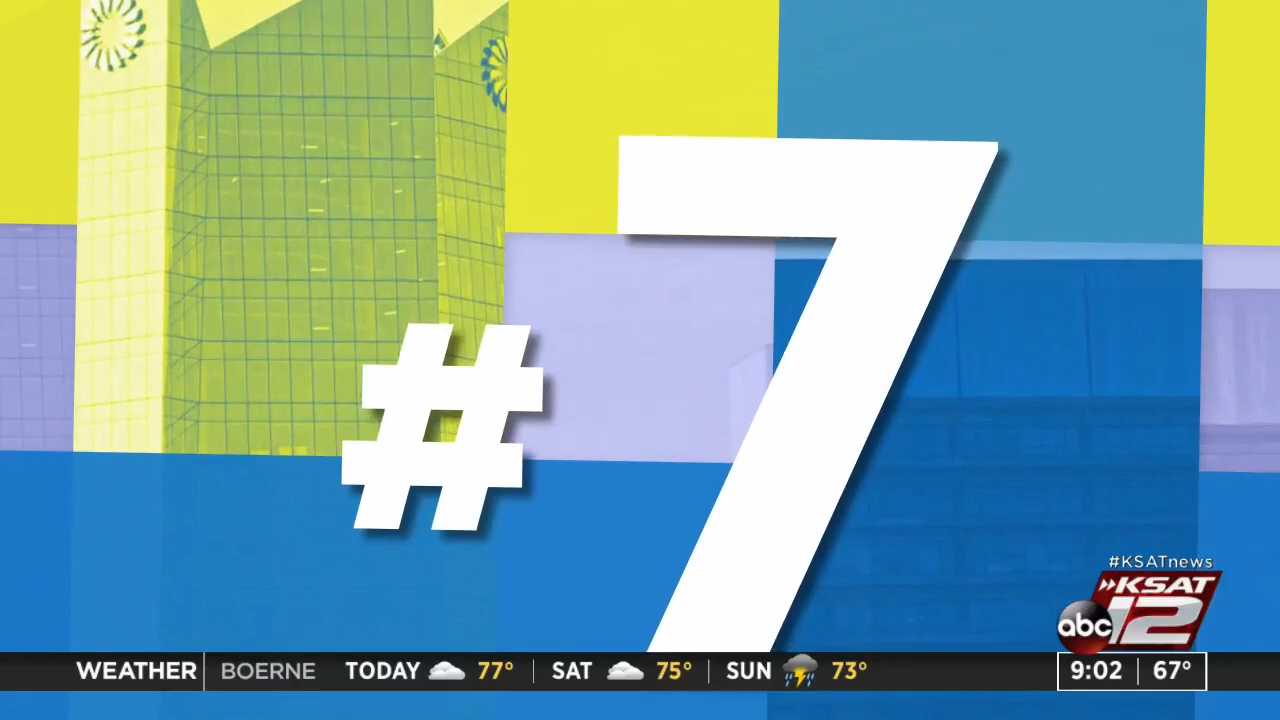 #7
#KSATnews
KSAT
abc 12
WEATHER BOERNE TODAY 77° SAT 75° SUN 73° 9:02 67°